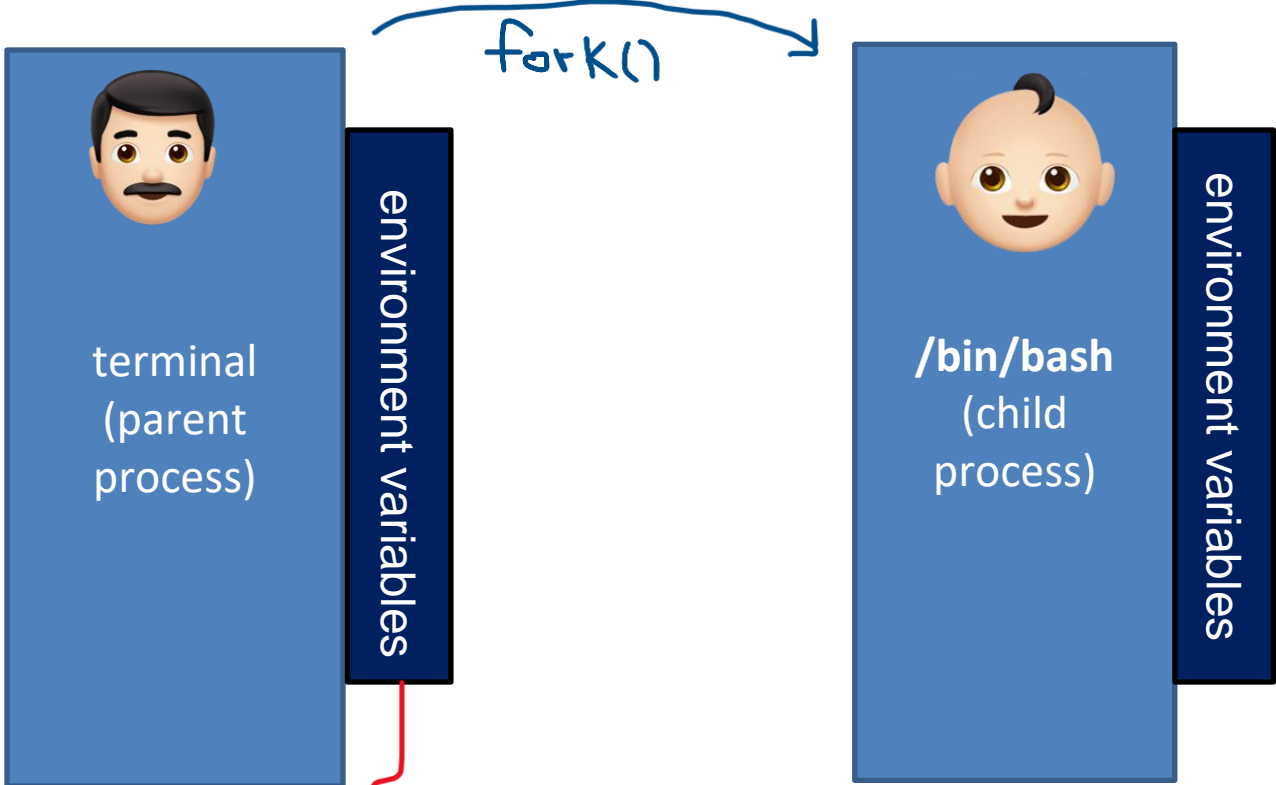 fork()
terminal
(parent
process)
environment variables
/bin/bash
(child
process)
environment variables